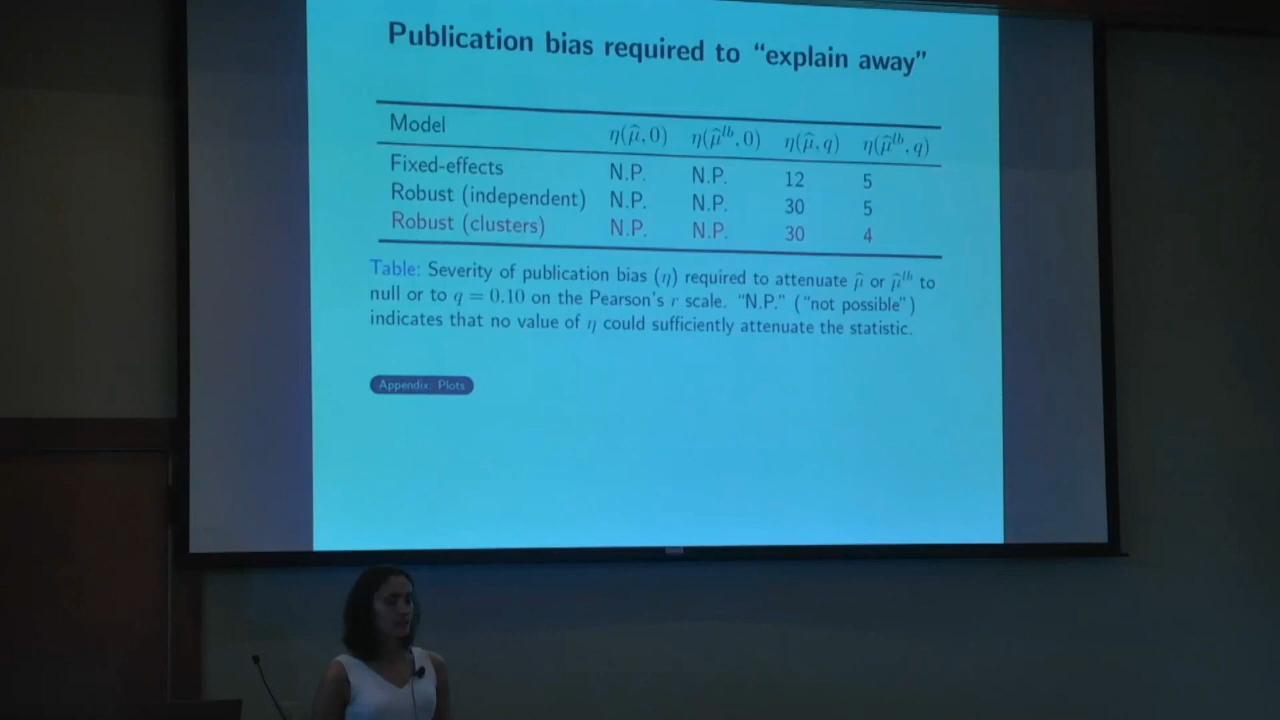 Publication bias required to “explain away”
Model η(μ̂, 0) η(μ̂ˡᵇ, 0) η(μ̂, q) η(μ̂ˡᵇ, q)
Fixed-effects N.P. N.P. 12 5
Robust (independent) N.P. N.P. 30 5
Robust (clusters) N.P. N.P. 30 4
Table: Severity of publication bias (η) required to attenuate μ̂ or μ̂ˡᵇ to
null or to q = 0.10 on the Pearson's r scale. “N.P.” (“not possible”)
indicates that no value of η could sufficiently attenuate the statistic.
Appendix: Plots